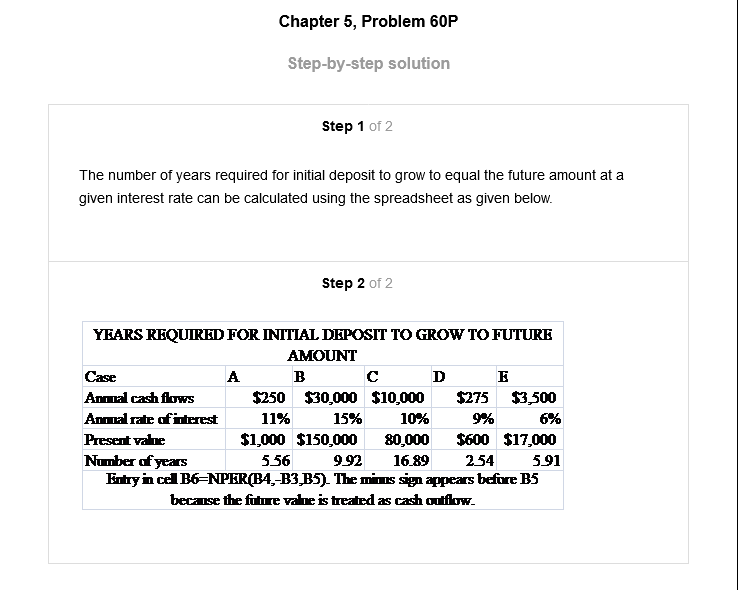 Chapter 5, Problem 60P
Step-by-step solution
Step 1 of 2
The number of years required for initial deposit to grow to equal the future amount at a
given interest rate can be calculated using the spreadsheet as given below.
Step 2 of 2
YEARS REQUIRED FOR INITIAL DEPOSIT TO GROW TO FUTURE
AMOUNT
Case A B C D E
Annual cash flows $250 $30,000 $10,000 $275 $3,500
Annual rate of interest 11% 15% 10% 9% 6%
Present value $1,000 $150,000 80,000 $600 $17,000
Number of years 5.56 9.92 16.89 2.54 5.91
Entry in cell B6=NPER(B4,-B3,B5). The minus sign appears before B5
because the future value is treated as cash outflow.